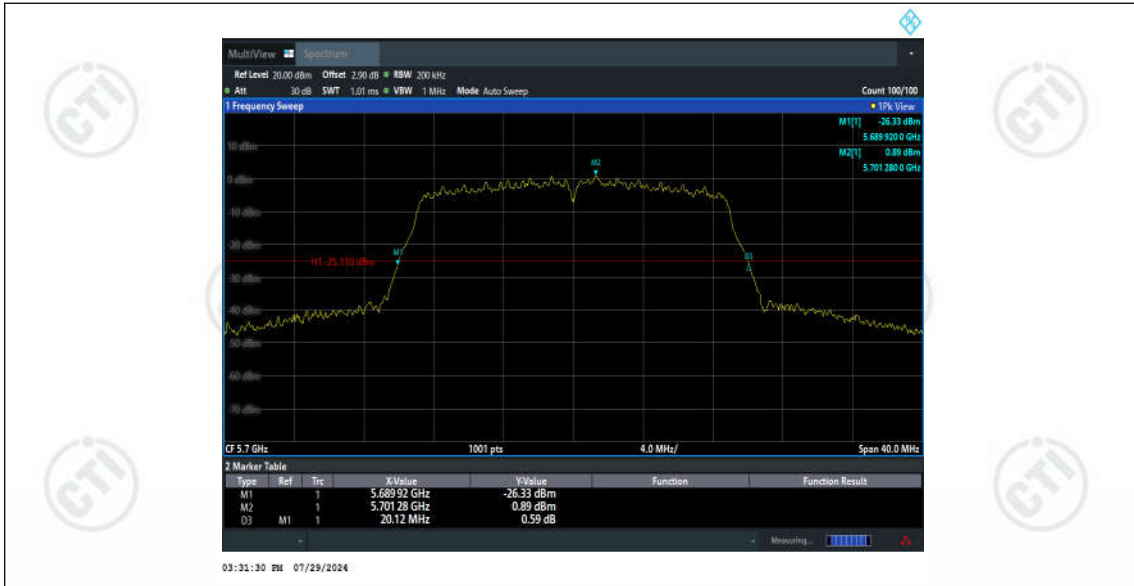 MultiView Spectrum
Ref Level 20.00 dBm Offset 2.90 dB RBW 200 kHz
Att 30 dB SWT 1.01 ms VBW 1 MHz Mode Auto Sweep Count 100/100
1 Frequency Sweep 1Pk View
M1[1] -26.33 dBm
5.689 920 0 GHz
10 dBm
M2[1] 0.89 dBm
5.701 280 0 GHz
M2
0 dBm
-10 dBm
-20 dBm
M1
D3
H1 -25.110 dBm
-30 dBm
-40 dBm
-50 dBm
-60 dBm
-70 dBm
CF 5.7 GHz 1001 pts 4.0 MHz/ Span 40.0 MHz
2 Marker Table
Type Ref Trc X-Value Y-Value Function Function Result
M1 1 5.689 92 GHz -26.33 dBm
M2 1 5.701 28 GHz 0.89 dBm
D3 M1 1 20.12 MHz 0.59 dB
Measuring...
03:31:30 PM 07/29/2024
CTI
CTI
CTI
CTI